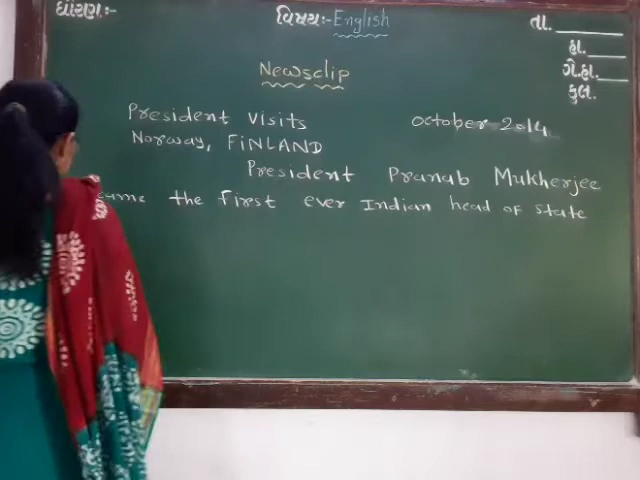 ધોરણ:-
વિષય:- English
તા.
હા.
ગે.હા.
કુલ.
Newsclip
President visits October 2014
Norway, FiNLAND
President Pranab Mukherjee
the First ever Indian head of state